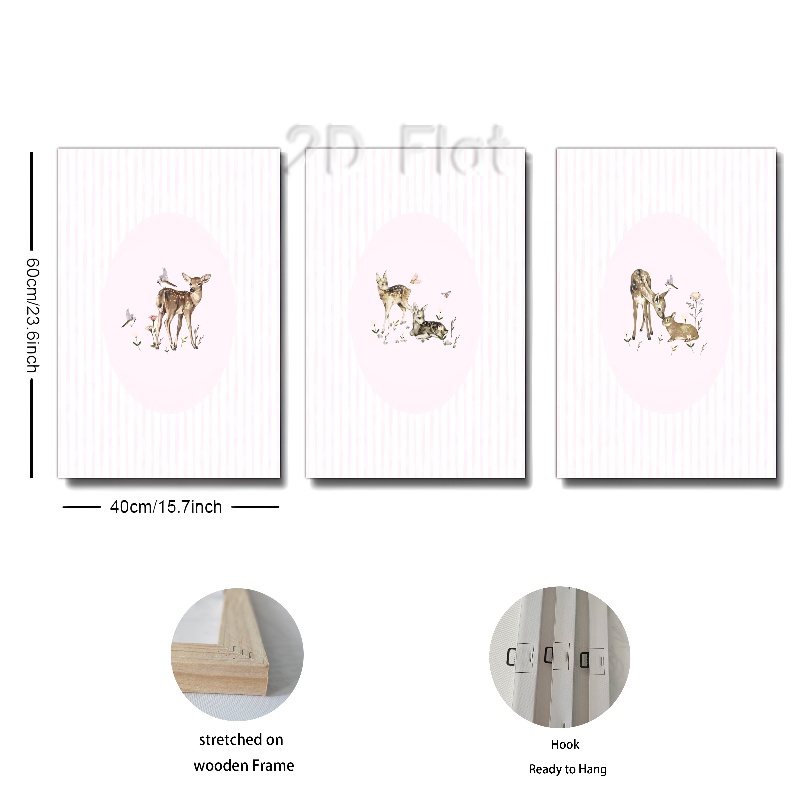 2D Flat
60cm/23.6inch
40cm/15.7inch
stretched on
wooden Frame
Hook
Ready to Hang